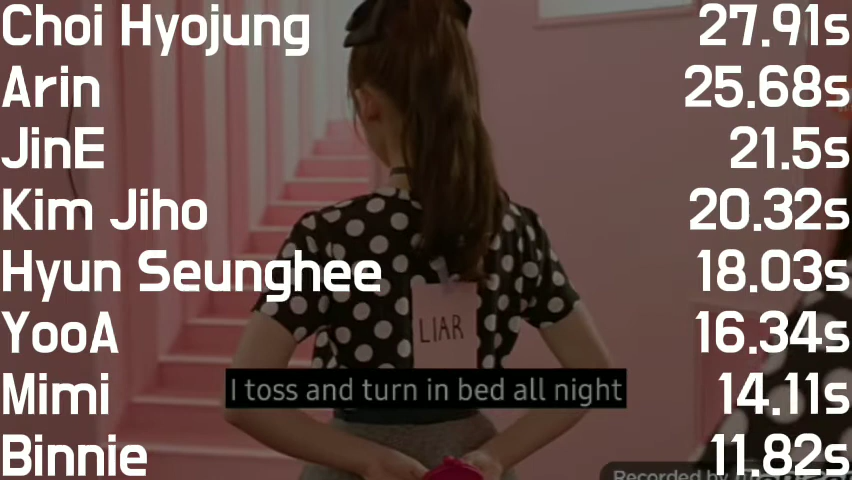 Choi Hyojung 27.91s
Arin 25.68s
JinE 21.5s
Kim Jiho 20.32s
Hyun Seunghee 18.03s
YooA 16.34s
LIAR
I toss and turn in bed all night
Mimi 14.11s
Binnie 11.82s
Recorded by